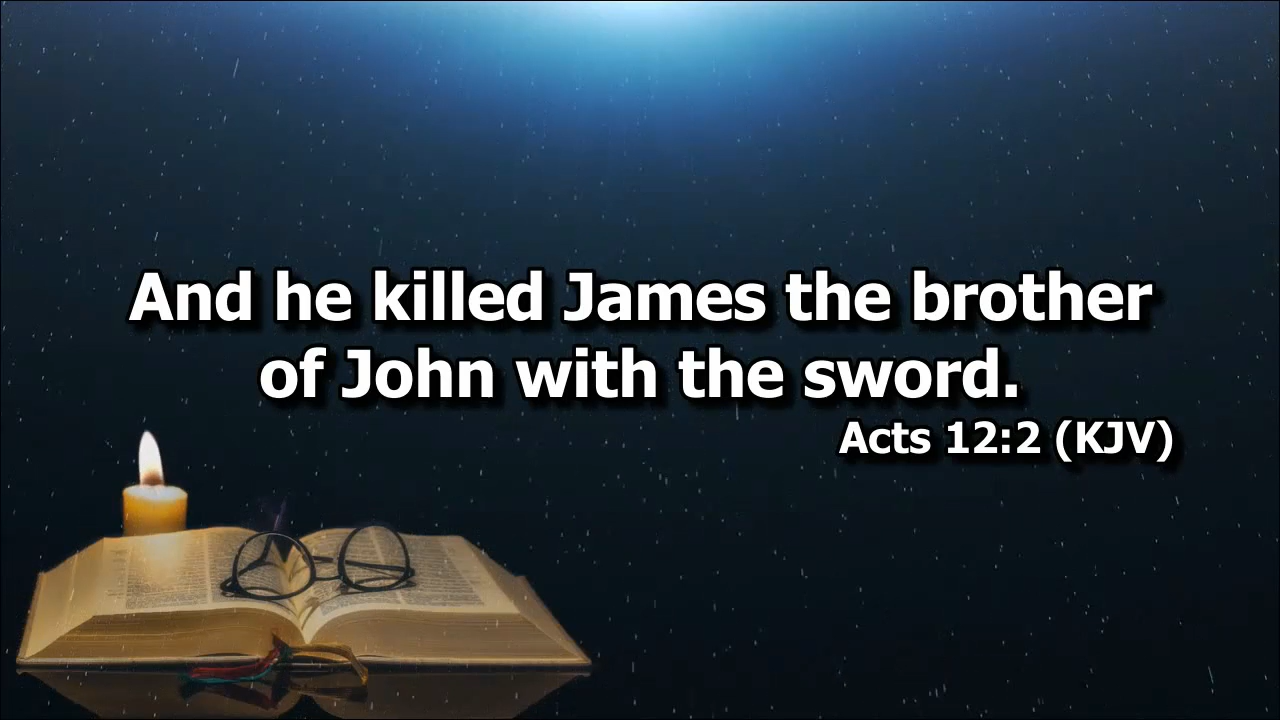 And he killed James the brother
of John with the sword.
Acts 12:2 (KJV)